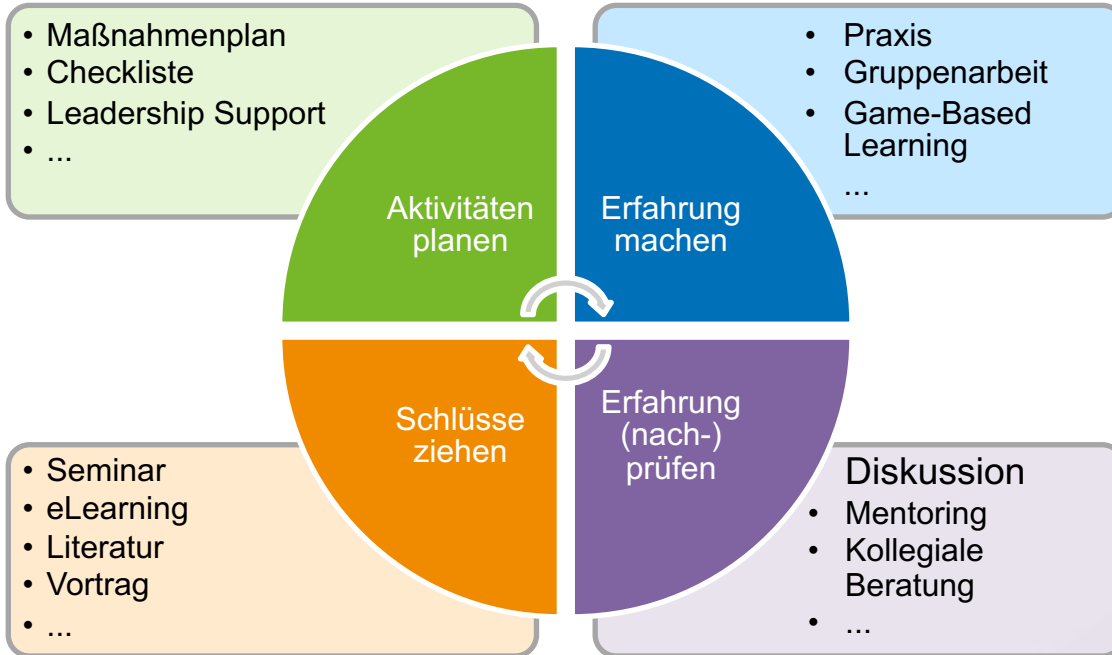 • Maßnahmenplan
• Checkliste
• Leadership Support
• ...
• Praxis
• Gruppenarbeit
• Game-Based
Learning
...
Aktivitäten
planen
Erfahrung
machen
Schlüsse
ziehen
Erfahrung
(nach-)
prüfen
• Seminar
• eLearning
• Literatur
• Vortrag
• ...
Diskussion
• Mentoring
• Kollegiale
Beratung
• ...